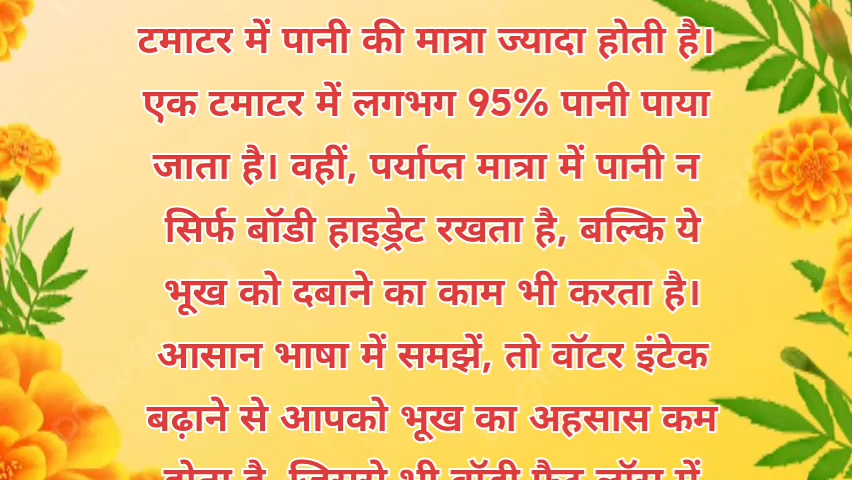 टमाटर में पानी की मात्रा ज्यादा होती है।
एक टमाटर में लगभग 95% पानी पाया
जाता है। वहीं, पर्याप्त मात्रा में पानी न
सिर्फ बॉडी हाइड्रेट रखता है, बल्कि ये
भूख को दबाने का काम भी करता है।
आसान भाषा में समझें, तो वॉटर इंटेक
बढ़ाने से आपको भूख का अहसास कम
होता है, जिससे भी बॉडी फैट लॉस में